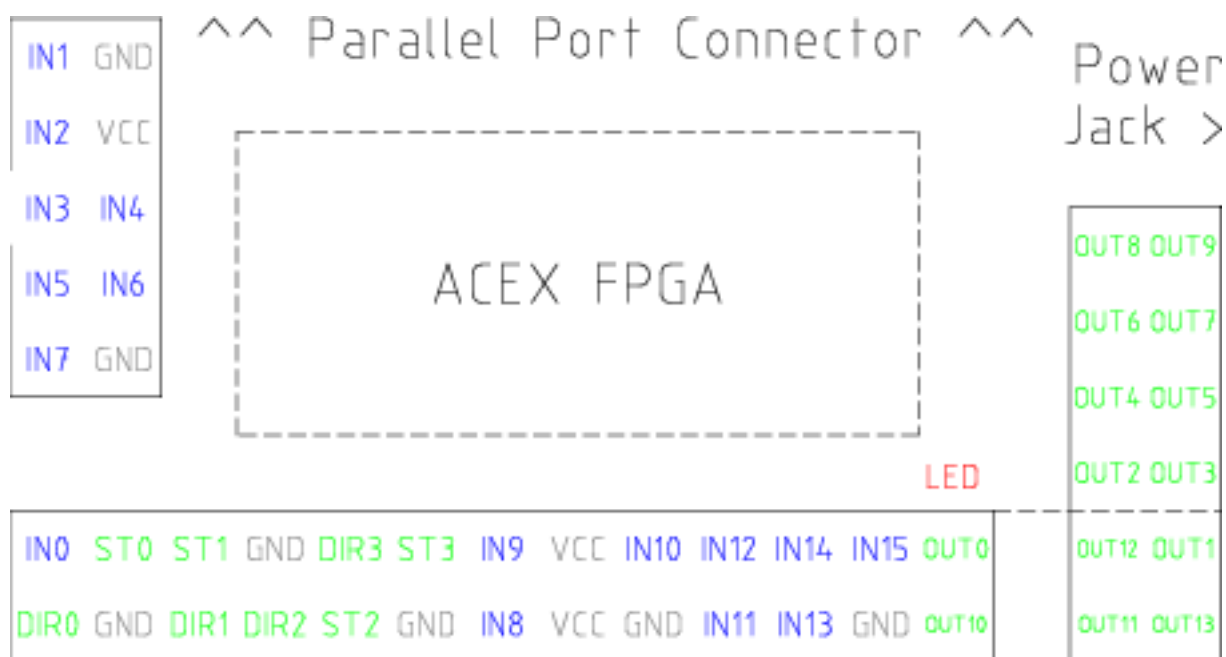 ^^ Parallel Port Connector ^^
Power
Jack >
IN1 GND
IN2 VCC
IN3 IN4
IN5 IN6
IN7 GND
ACEX FPGA
OUT8 OUT9
OUT6 OUT7
OUT4 OUT5
OUT2 OUT3
LED
IN0 ST0 ST1 GND DIR3 ST3 IN9 VCC IN10 IN12 IN14 IN15 OUT0
OUT12 OUT1
DIR0 GND DIR1 DIR2 ST2 GND IN8 VCC GND IN11 IN13 GND OUT10
OUT11 OUT13